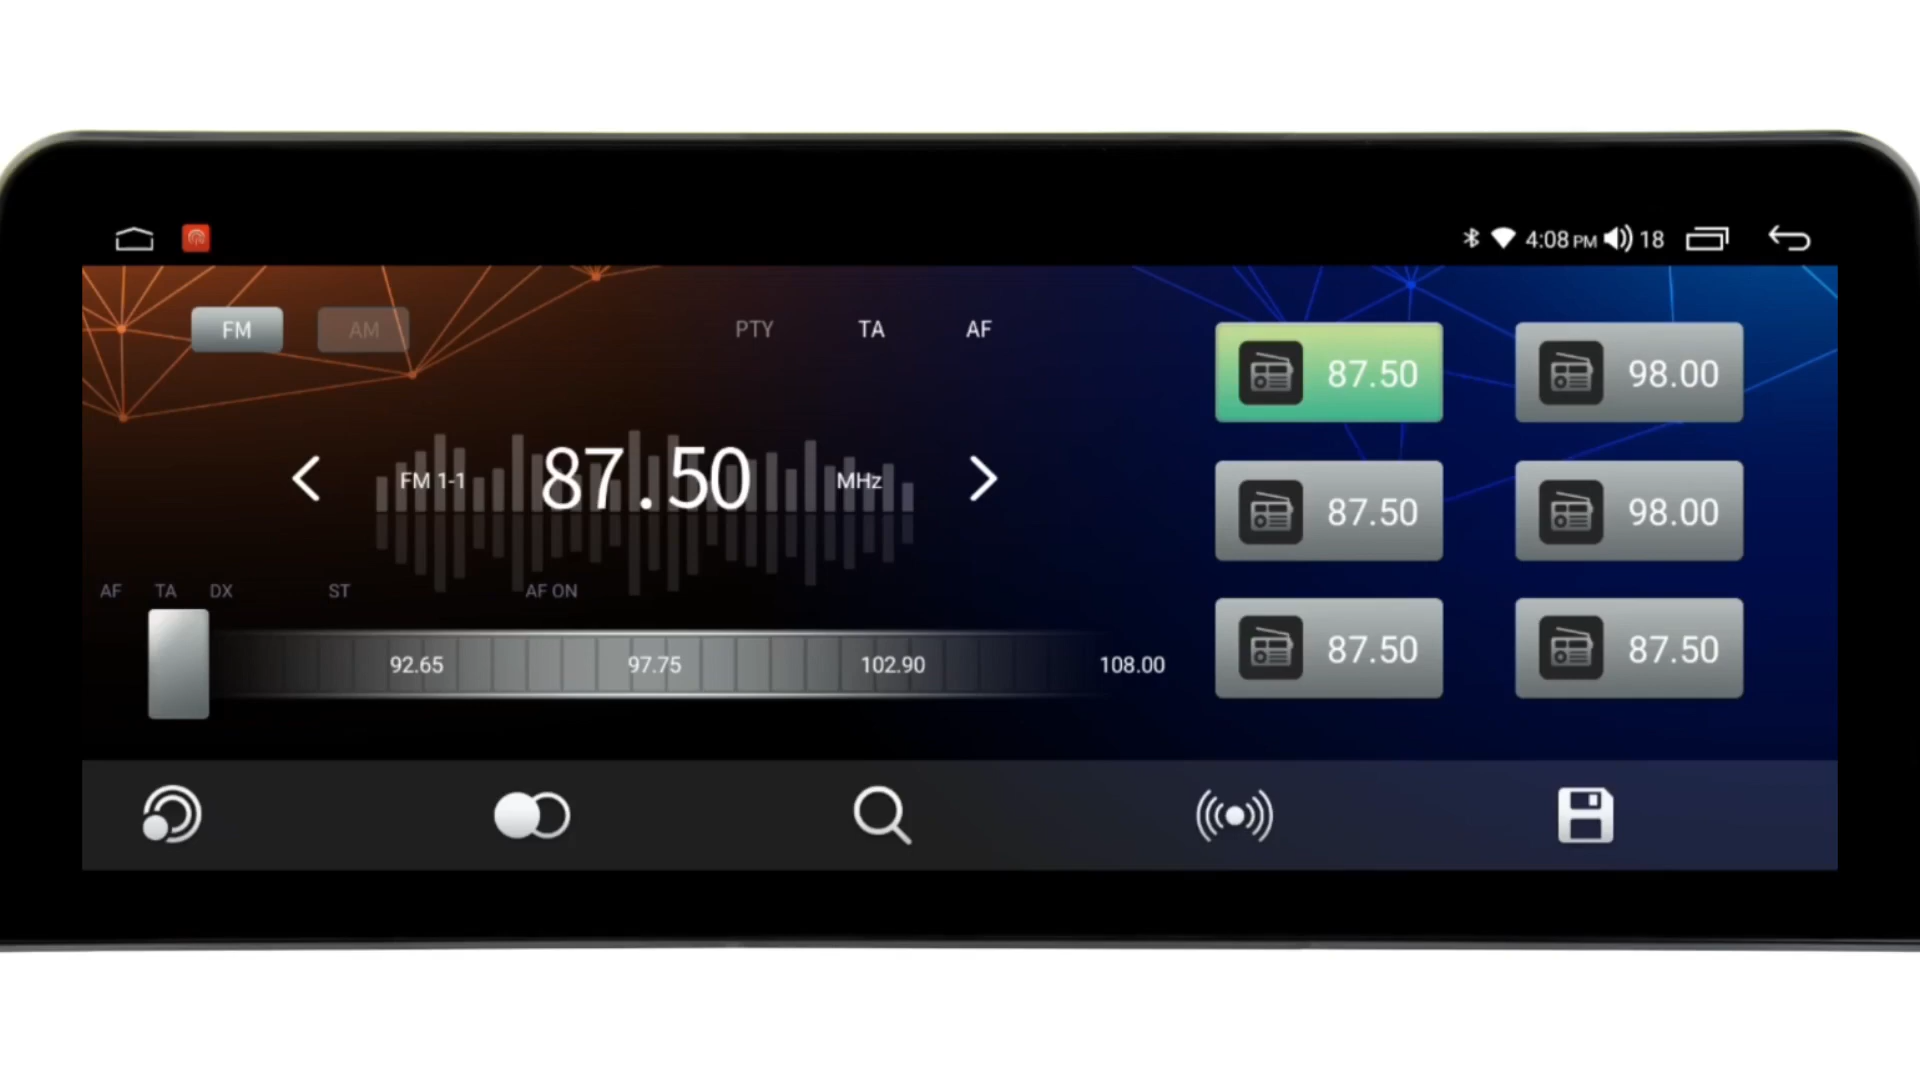 4:08 PM 18
FM AM PTY TA AF
FM 1-1 87.50 MHz
AF TA DX ST AF ON
92.65 97.75 102.90 108.00
87.50 98.00
87.50 98.00
87.50 87.50